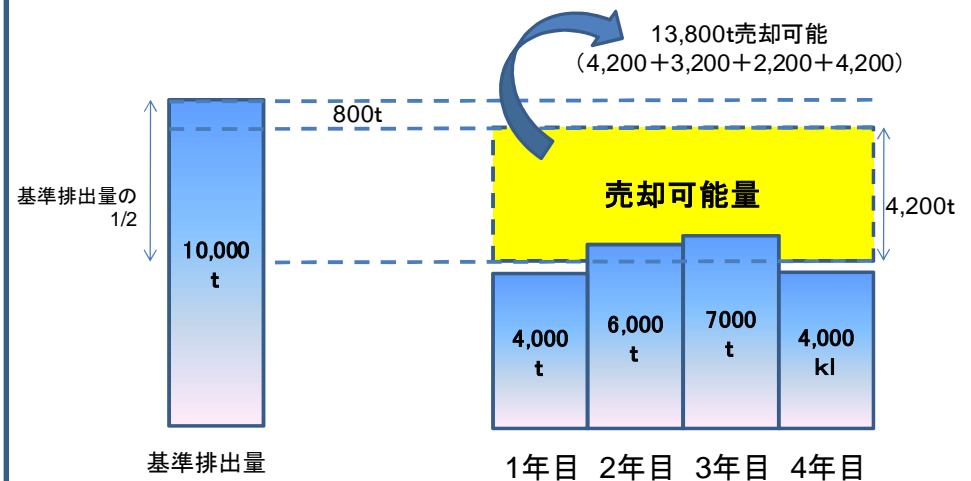 13,800t売却可能
（4,200＋3,200＋2,200＋4,200）
800t
基準排出量の
1/2
売却可能量
4,200t
10,000
t
4,000
t
6,000
t
7000
t
4,000
kl
基準排出量
1年目 2年目 3年目 4年目